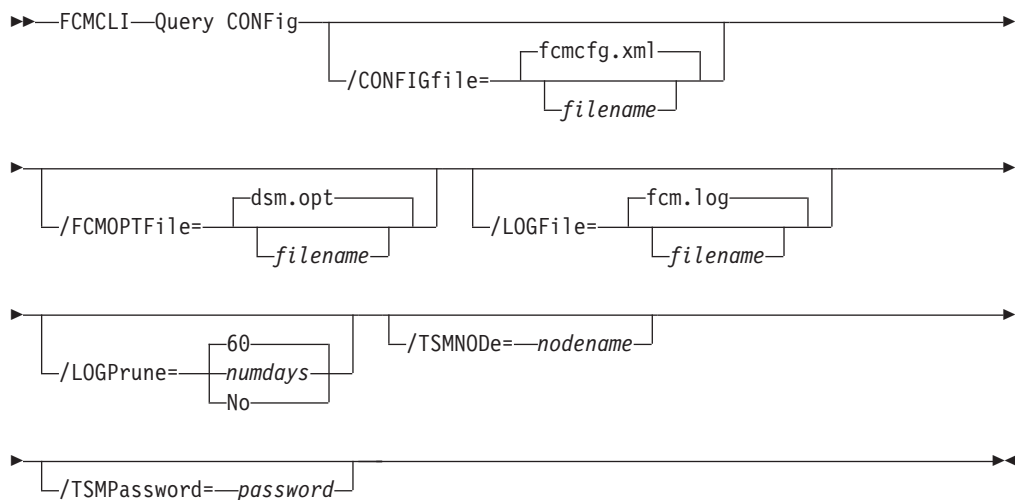 FCMCLI Query CONFig
/CONFIGfile= fcmcfg.xml
filename
/FCMOPTFile= dsm.opt
filename
/LOGFile= fcm.log
filename
/LOGPrune= 60
numdays
No
/TSMNODe= nodename
/TSMPassword= password